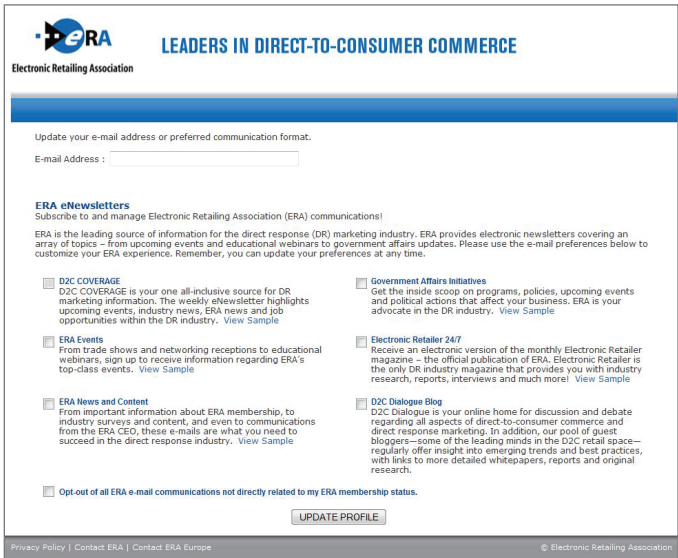 eRA
Electronic Retailing Association
LEADERS IN DIRECT-TO-CONSUMER COMMERCE
Update your e-mail address or preferred communication format.
E-mail Address :
ERA eNewsletters
Subscribe to and manage Electronic Retailing Association (ERA) communications!
ERA is the leading source of information for the direct response (DR) marketing industry. ERA provides electronic newsletters covering an
array of topics – from upcoming events and educational webinars to government affairs updates. Please use the e-mail preferences below to
customize your ERA experience. Remember, you can update your preferences at any time.
D2C COVERAGE
D2C COVERAGE is your one all-inclusive source for DR
marketing information. The weekly eNewsletter highlights
upcoming events, industry news, ERA news and job
opportunities within the DR industry. View Sample
Government Affairs Initiatives
Get the inside scoop on programs, policies, upcoming events
and political actions that affect your business. ERA is your
advocate in the DR industry. View Sample
ERA Events
From trade shows and networking receptions to educational
webinars, sign up to receive information regarding ERA's
top-class events. View Sample
Electronic Retailer 24/7
Receive an electronic version of the monthly Electronic Retailer
magazine – the official publication of ERA. Electronic Retailer is
the only DR industry magazine that provides you with industry
research, reports, interviews and much more! View Sample
ERA News and Content
From important information about ERA membership, to
industry surveys and content, and even to communications
from the ERA CEO, these e-mails are what you need to
succeed in the direct response industry. View Sample
D2C Dialogue Blog
D2C Dialogue is your online home for discussion and debate
regarding all aspects of direct-to-consumer commerce and
direct response marketing. In addition, our pool of guest
bloggers—some of the leading minds in the D2C retail space—
regularly offer insight into emerging trends and best practices,
with links to more detailed whitepapers, reports and original
research.
Opt-out of all ERA e-mail communications not directly related to my ERA membership status.
UPDATE PROFILE
Privacy Policy | Contact ERA | Contact ERA Europe
© Electronic Retailing Association